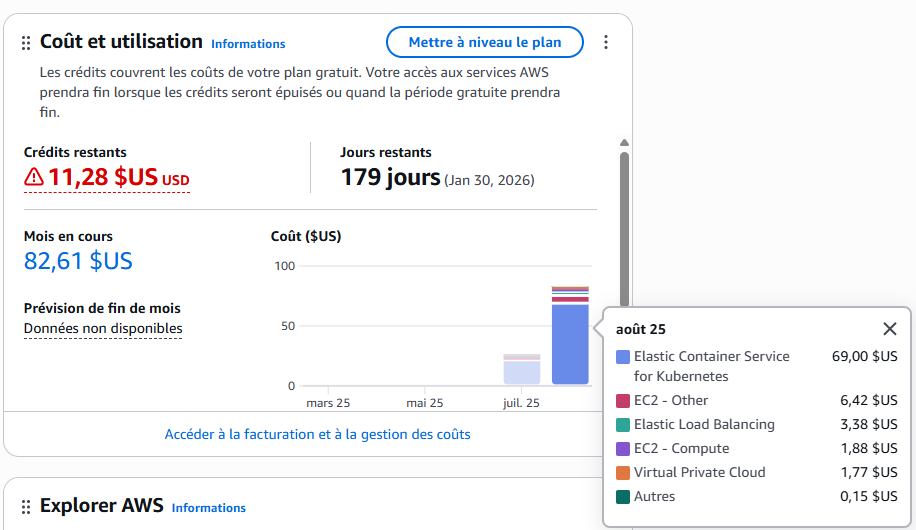 Coût et utilisation Informations
Mettre à niveau le plan
Les crédits couvrent les coûts de votre plan gratuit. Votre accès aux services AWS
prendra fin lorsque les crédits seront épuisés ou quand la période gratuite prendra
fin.
Crédits restants
11,28 $US USD
Jours restants
179 jours (Jan 30, 2026)
Mois en cours
82,61 $US
Prévision de fin de mois
Données non disponibles
Coût ($US)
100
50
0
mars 25
mai 25
juil. 25
août 25
Elastic Container Service
for Kubernetes
69,00 $US
EC2 - Other 6,42 $US
Elastic Load Balancing 3,38 $US
EC2 - Compute 1,88 $US
Virtual Private Cloud 1,77 $US
Autres 0,15 $US
Accéder à la facturation et à la gestion des coûts
Explorer AWS Informations